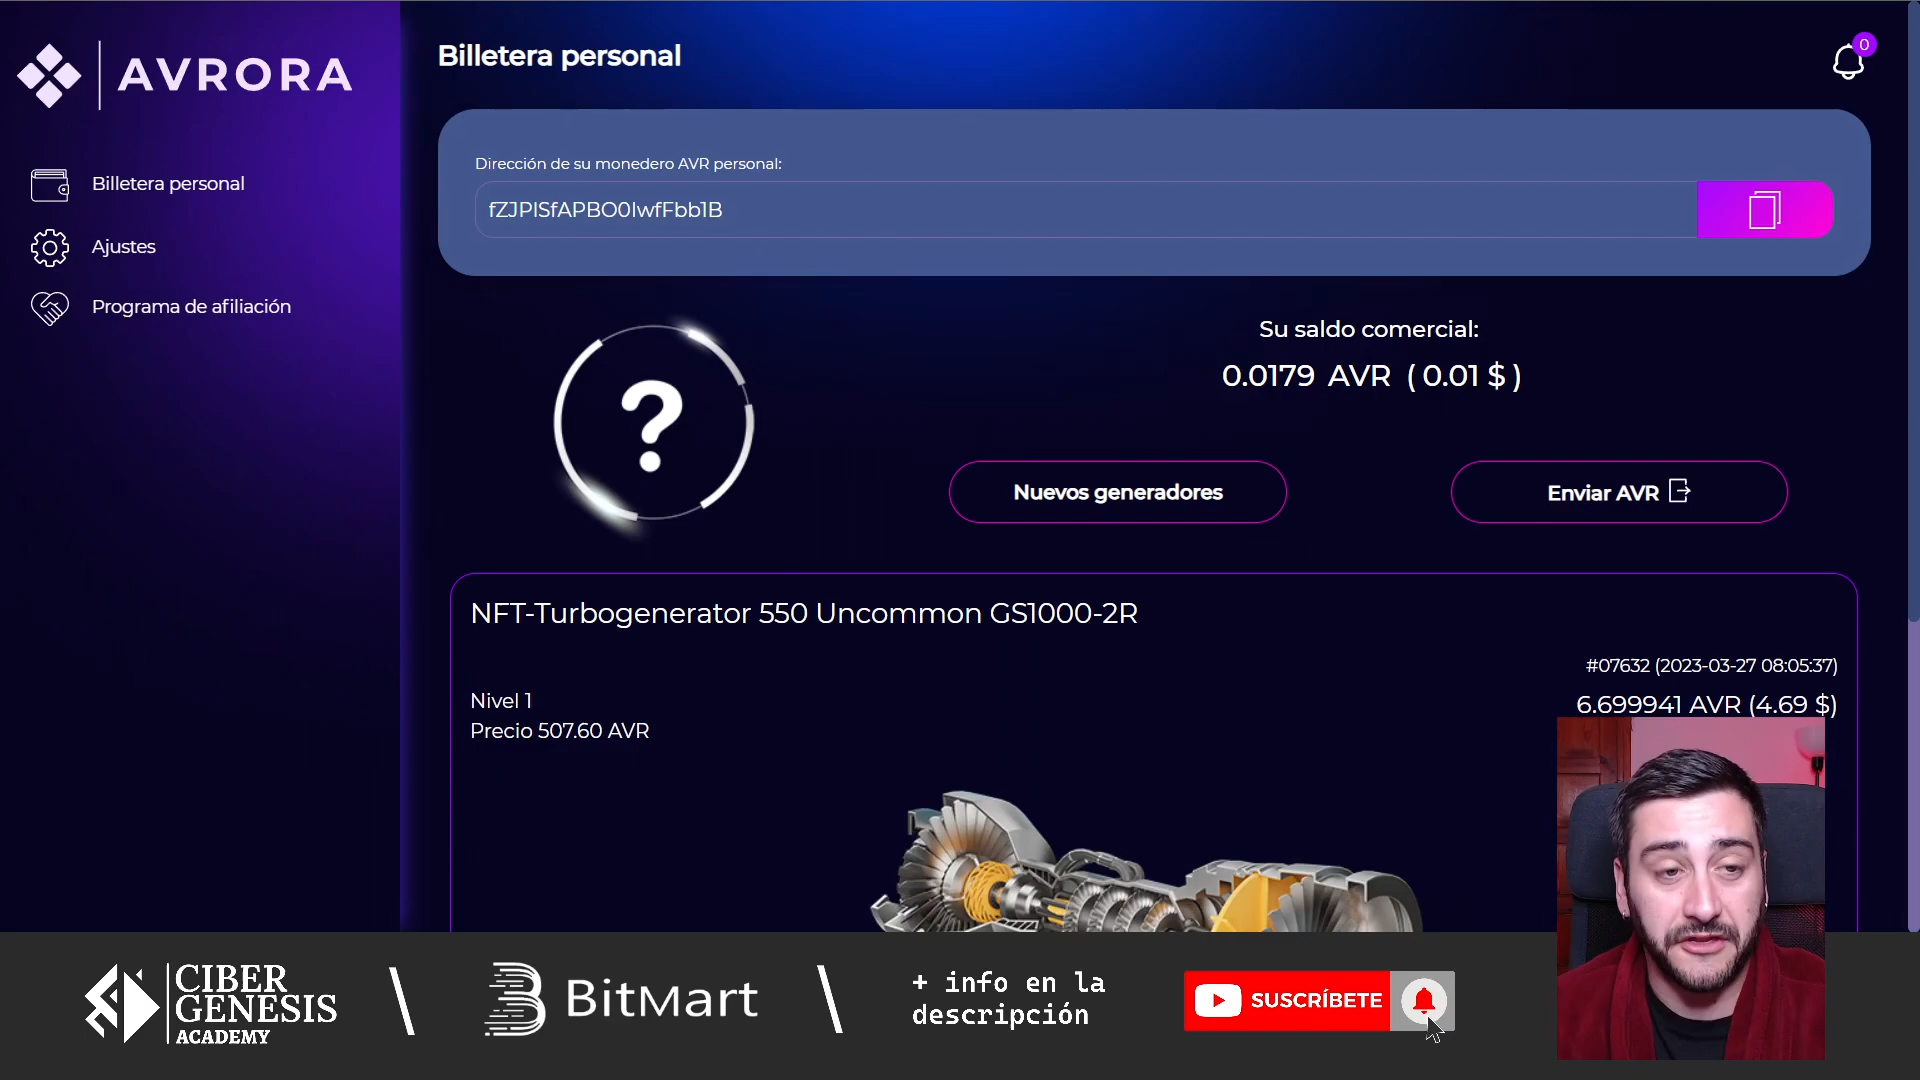 AVRORA
Billetera personal
Ajustes
Programa de afiliación
Billetera personal
0
Dirección de su monedero AVR personal:
fZJPlSfAPBO0lwfFbb1B
Su saldo comercial:
0.0179 AVR ( 0.01 $ )
?
Nuevos generadores
Enviar AVR
NFT-Turbogenerator 550 Uncommon GS1000-2R
#07632 (2023-03-27 08:05:37)
Nivel 1
6.699941 AVR (4.69 $)
Precio 507.60 AVR
CIBER
GENESIS
ACADEMY
\
BitMart
\
+ info en la
descripción
SUSCRÍBETE